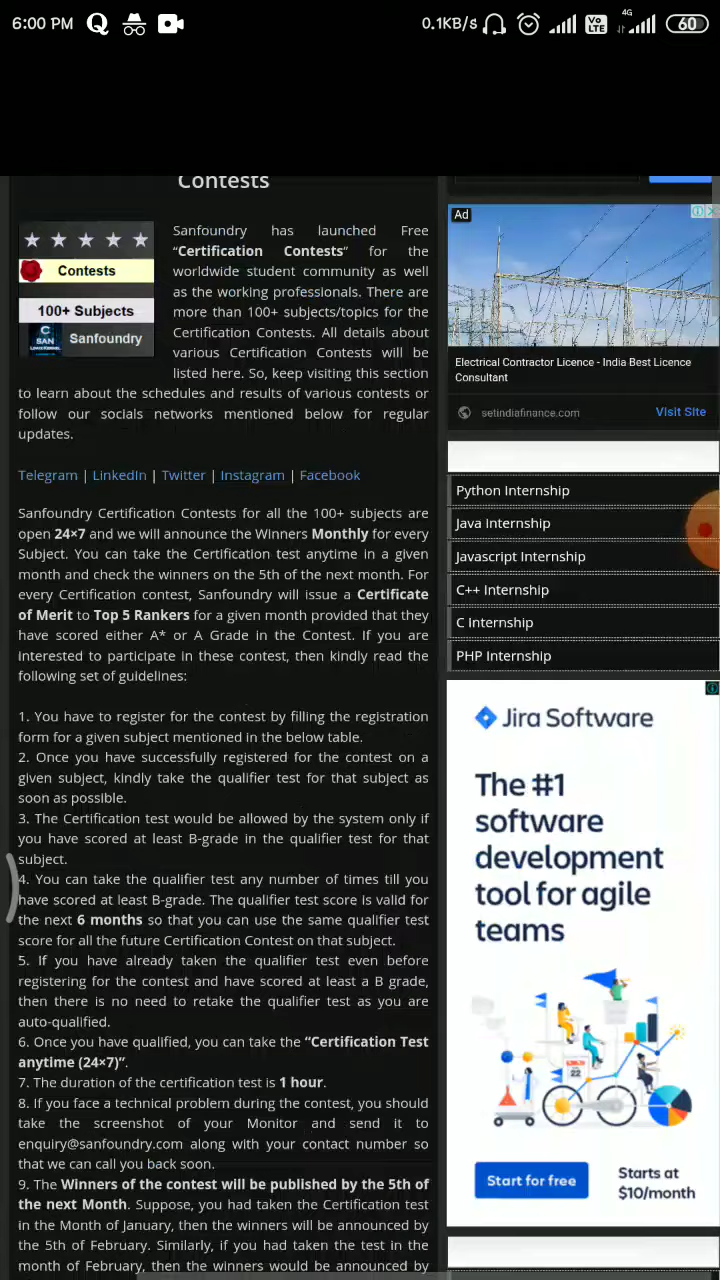 6:00 PM
0.1KB/s
Vo
LTE
4G
60
Contests
Contests
100+ Subjects
C
SAN
Sanfoundry
Sanfoundry has launched Free
“Certification Contests” for the
worldwide student community as well
as the working professionals. There are
more than 100+ subjects/topics for the
Certification Contests. All details about
various Certification Contests will be
listed here. So, keep visiting this section
to learn about the schedules and results of various contests or
follow our socials networks mentioned below for regular
updates.
Telegram | LinkedIn | Twitter | Instagram | Facebook
Sanfoundry Certification Contests for all the 100+ subjects are
open 24×7 and we will announce the Winners Monthly for every
Subject. You can take the Certification test anytime in a given
month and check the winners on the 5th of the next month. For
every Certification contest, Sanfoundry will issue a Certificate
of Merit to Top 5 Rankers for a given month provided that they
have scored either A* or A Grade in the Contest. If you are
interested to participate in these contest, then kindly read the
following set of guidelines:
1. You have to register for the contest by filling the registration
form for a given subject mentioned in the below table.
2. Once you have successfully registered for the contest on a
given subject, kindly take the qualifier test for that subject as
soon as possible.
3. The Certification test would be allowed by the system only if
you have scored at least B-grade in the qualifier test for that
subject.
4. You can take the qualifier test any number of times till you
have scored at least B-grade. The qualifier test score is valid for
the next 6 months so that you can use the same qualifier test
score for all the future Certification Contest on that subject.
5. If you have already taken the qualifier test even before
registering for the contest and have scored at least a B grade,
then there is no need to retake the qualifier test as you are
auto-qualified.
6. Once you have qualified, you can take the “Certification Test
anytime (24×7)”.
7. The duration of the certification test is 1 hour.
8. If you face a technical problem during the contest, you should
take the screenshot of your Monitor and send it to
enquiry@sanfoundry.com along with your contact number so
that we can call you back soon.
9. The Winners of the contest will be published by the 5th of
the next Month. Suppose, you had taken the Certification test
in the Month of January, then the winners will be announced by
the 5th of February. Similarly, if you had taken the test in the
month of February, then the winners would be announced by
Ad
Electrical Contractor Licence - India Best Licence
Consultant
setindiafinance.com
Visit Site
Python Internship
Java Internship
Javascript Internship
C++ Internship
C Internship
PHP Internship
Jira Software
The #1
software
development
tool for agile
teams
22
Start for free
Starts at
$10/month